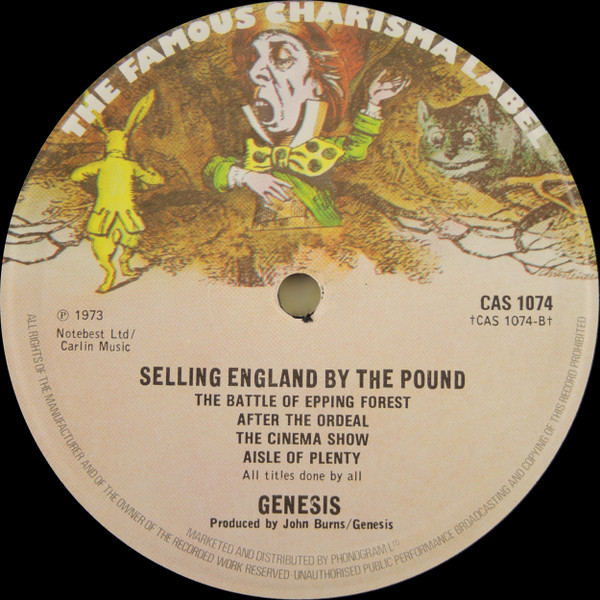 THE FAMOUS CHARISMA LABEL
CAS 1074
℗ 1973
†CAS 1074-B†
Notebest Ltd/
Carlin Music
SELLING ENGLAND BY THE POUND
THE BATTLE OF EPPING FOREST
AFTER THE ORDEAL
THE CINEMA SHOW
AISLE OF PLENTY
All titles done by all
GENESIS
Produced by John Burns/Genesis
MARKETED AND DISTRIBUTED BY PHONOGRAM LTD
ALL RIGHTS OF THE MANUFACTURER AND OF THE OWNER OF THE RECORDED WORK RESERVED·UNAUTHORISED PUBLIC PERFORMANCE BROADCASTING AND COPYING OF THIS RECORD PROHIBITED